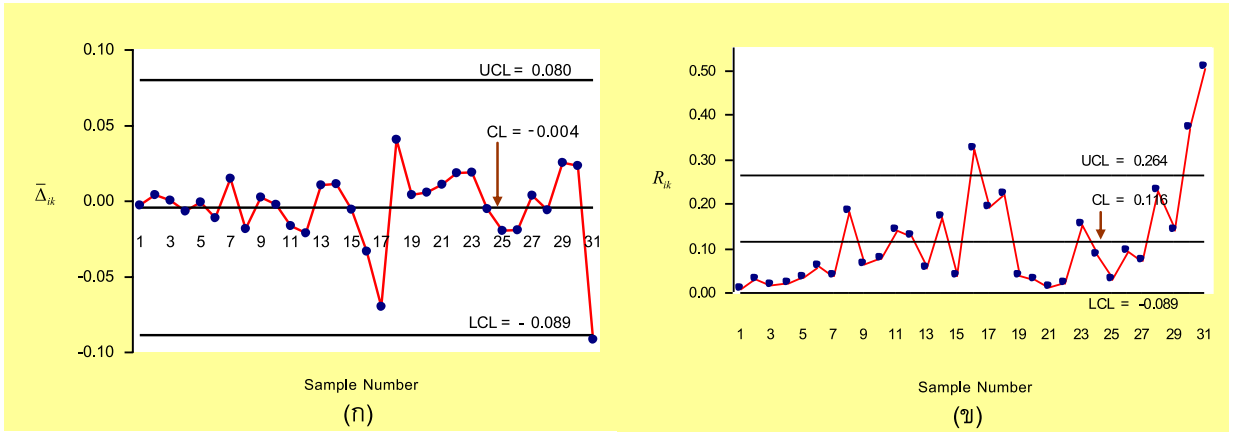 0.10
0.05
0.00
-0.05
-0.10
Δ̅ik
UCL = 0.080
CL = -0.004
LCL = - 0.089
1 3 5 7 9 11 13 15 17 19 21 23 25 27 29 31
Sample Number
(ก)
0.50
0.40
0.30
0.20
0.10
0.00
Rik
UCL = 0.264
CL = 0.116
LCL = -0.089
1 3 5 7 9 11 13 15 17 19 21 23 25 27 29 31
Sample Number
(ข)